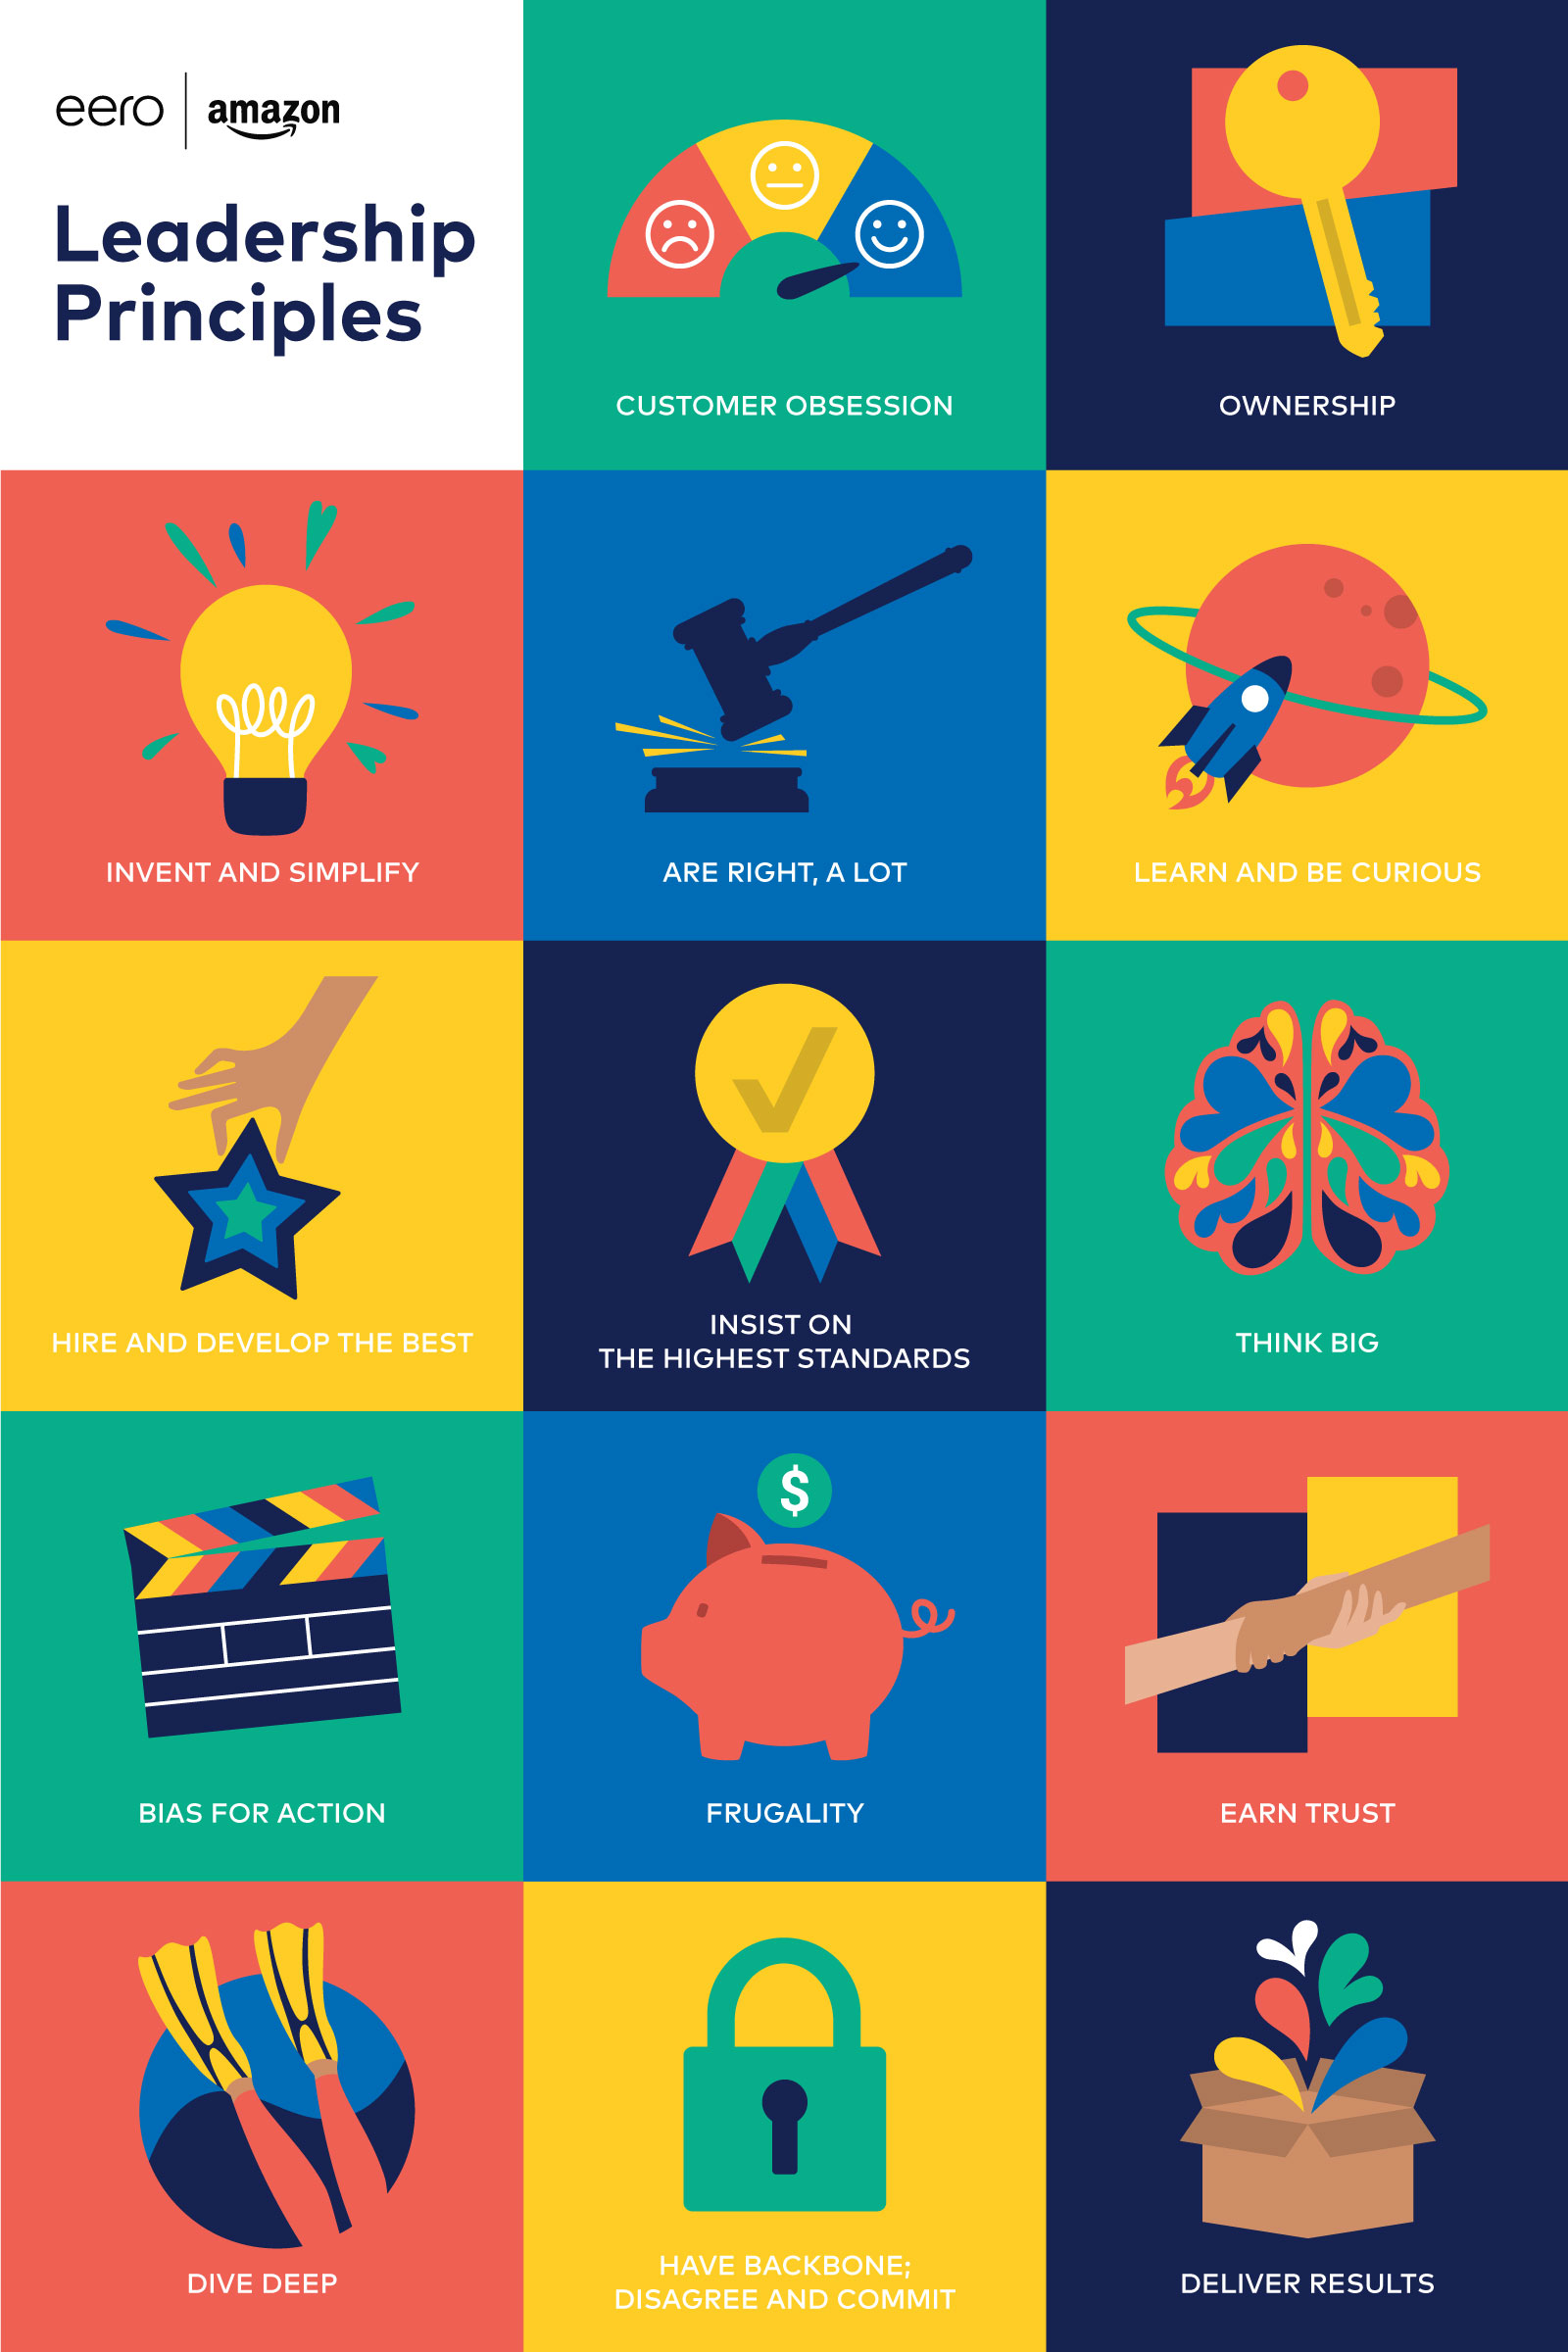 eero amazon
Leadership
Principles
CUSTOMER OBSESSION
OWNERSHIP
INVENT AND SIMPLIFY
ARE RIGHT, A LOT
LEARN AND BE CURIOUS
HIRE AND DEVELOP THE BEST
INSIST ON
THE HIGHEST STANDARDS
THINK BIG
BIAS FOR ACTION
$
FRUGALITY
EARN TRUST
DIVE DEEP
HAVE BACKBONE;
DISAGREE AND COMMIT
DELIVER RESULTS